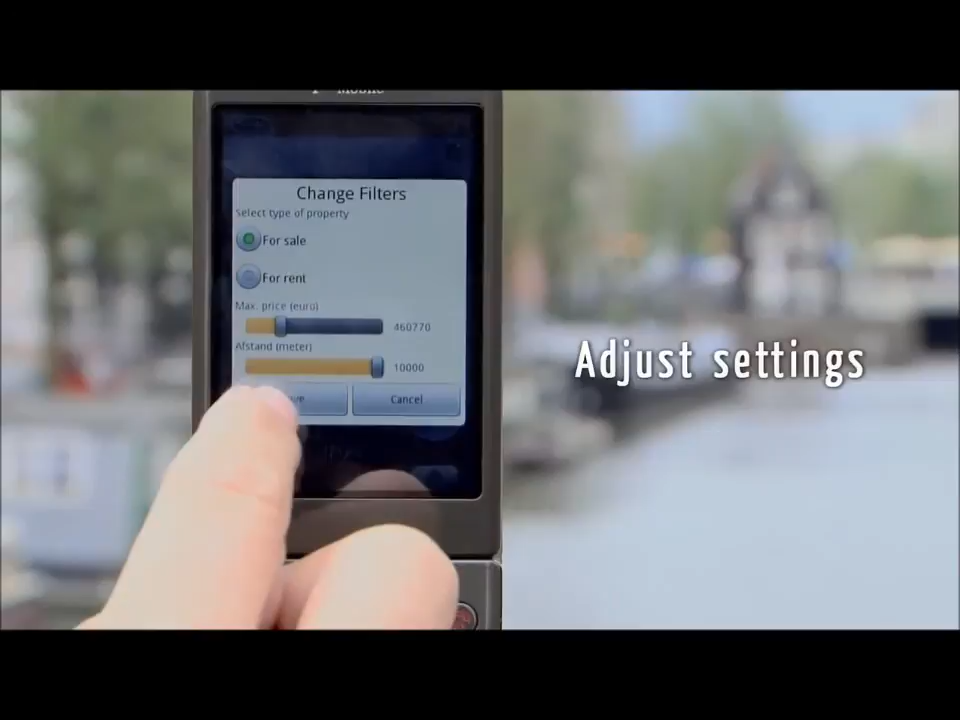 Mobile
Change Filters
Select type of property
For sale
For rent
Max. price (euro)
460770
Afstand (meter)
10000
Cancel
Adjust settings